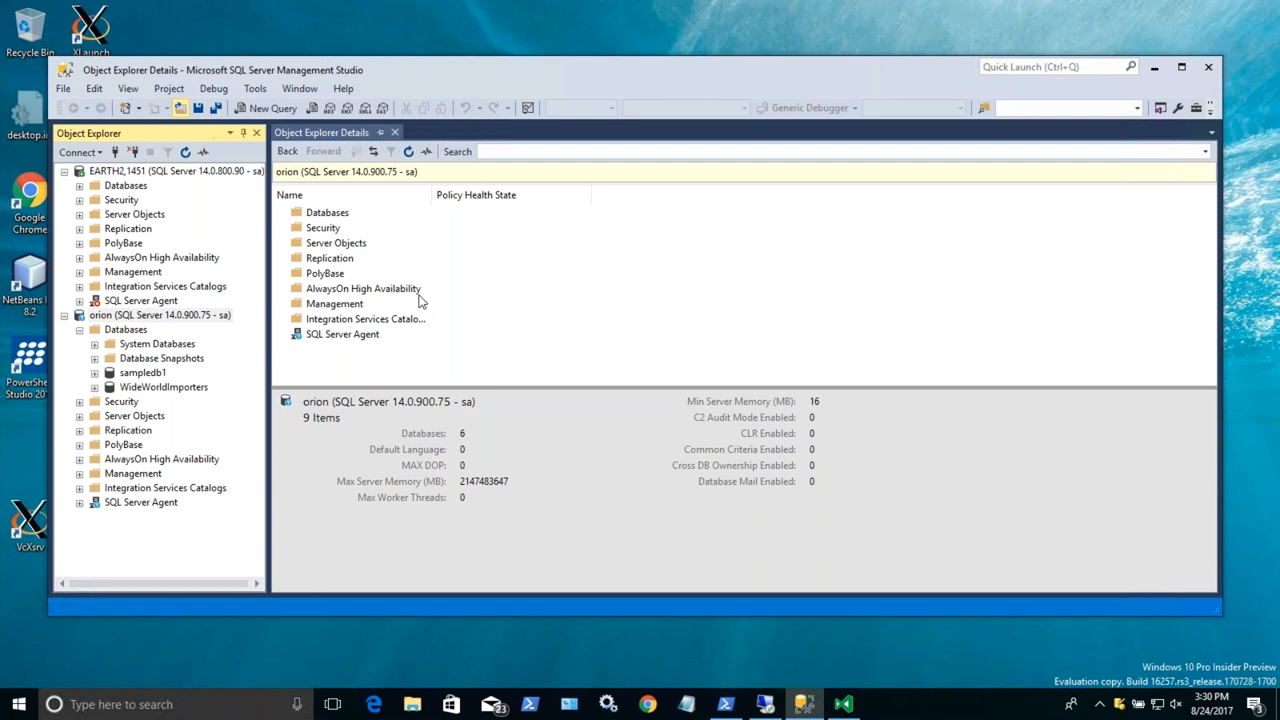 Recycle Bin
XLaunch
desktop.in
Google
Chrome
NetBeans I
8.2
PowerShe
Studio 20
VcXsrv
Object Explorer Details - Microsoft SQL Server Management Studio
Quick Launch (Ctrl+Q)
File Edit View Project Debug Tools Window Help
New Query
Generic Debugger
Object Explorer
Connect
EARTH2,1451 (SQL Server 14.0.800.90 - sa)
Databases
Security
Server Objects
Replication
PolyBase
AlwaysOn High Availability
Management
Integration Services Catalogs
SQL Server Agent
orion (SQL Server 14.0.900.75 - sa)
Databases
System Databases
Database Snapshots
sampledb1
WideWorldImporters
Security
Server Objects
Replication
PolyBase
AlwaysOn High Availability
Management
Integration Services Catalogs
SQL Server Agent
Object Explorer Details
Back Forward Search
orion (SQL Server 14.0.900.75 - sa)
Name Policy Health State
Databases
Security
Server Objects
Replication
PolyBase
AlwaysOn High Availability
Management
Integration Services Catalo...
SQL Server Agent
orion (SQL Server 14.0.900.75 - sa)
9 Items
Databases: 6
Default Language: 0
MAX DOP: 0
Max Server Memory (MB): 2147483647
Max Worker Threads: 0
Min Server Memory (MB): 16
C2 Audit Mode Enabled: 0
CLR Enabled: 0
Common Criteria Enabled: 0
Cross DB Ownership Enabled: 0
Database Mail Enabled: 0
Windows 10 Pro Insider Preview
Evaluation copy. Build 16257.rs3_release.170728-1700
Type here to search
23
3:30 PM
8/24/2017
3